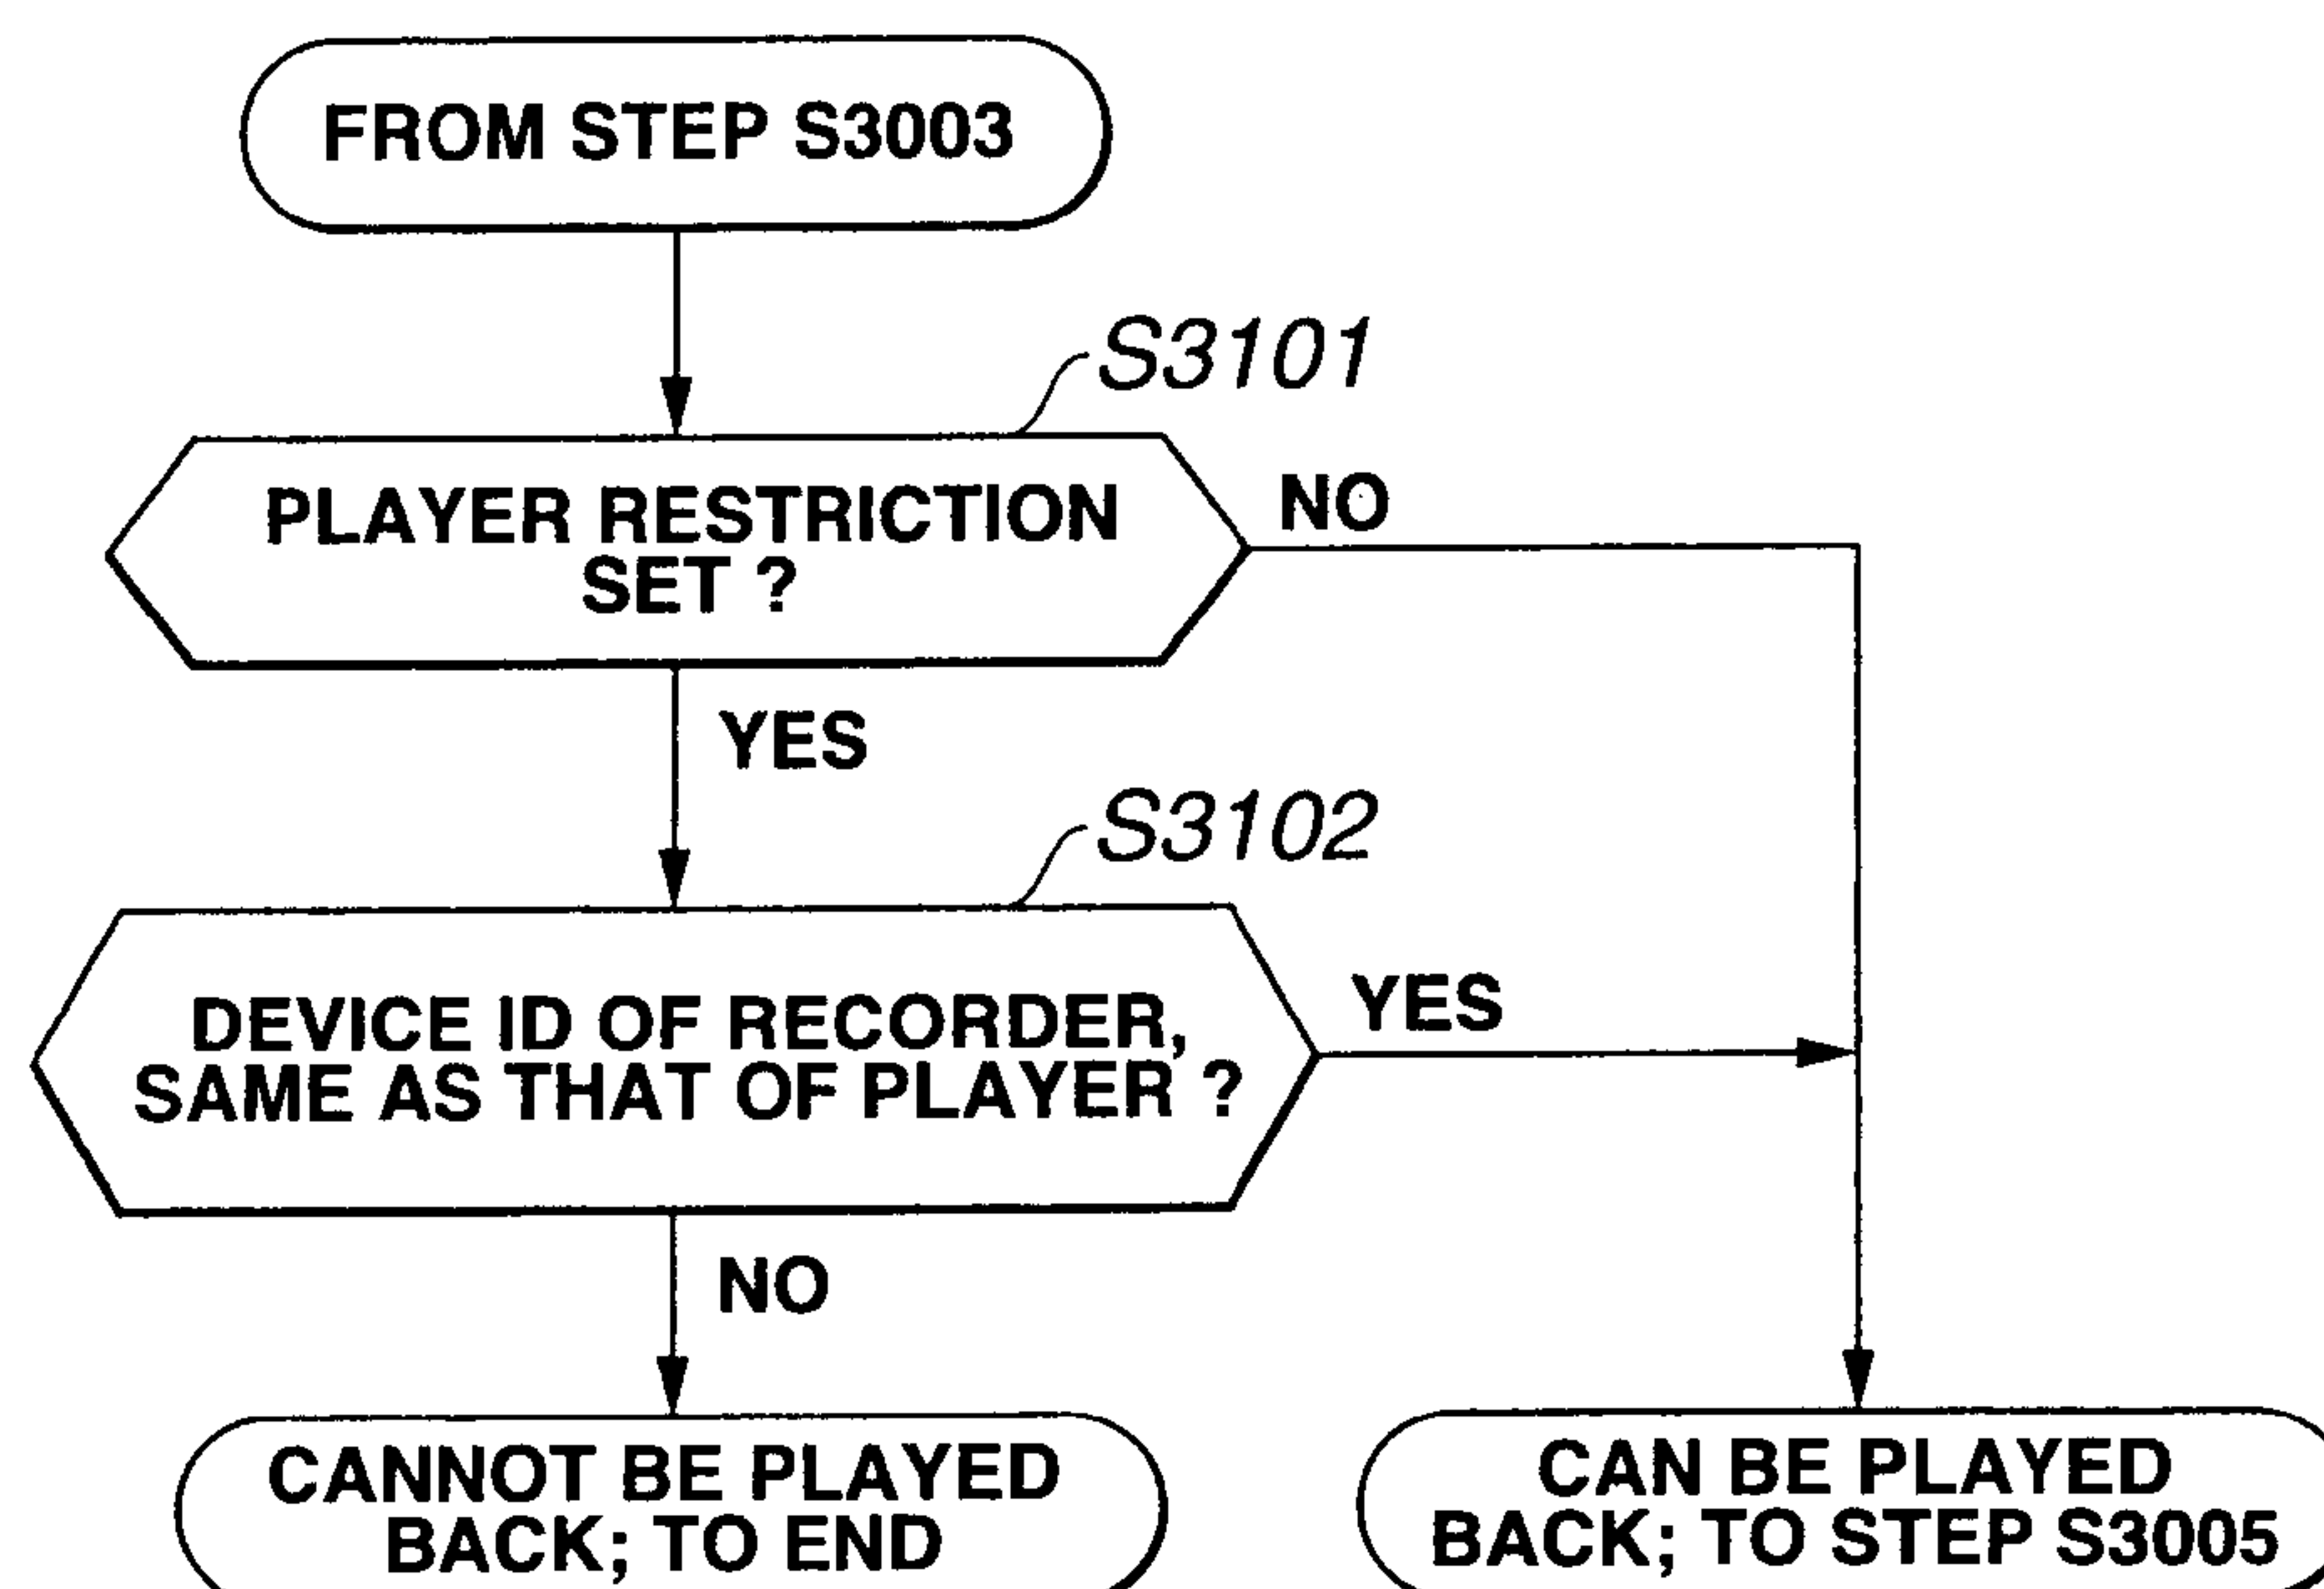 FROM STEP S3003
S3101
PLAYER RESTRICTION
SET ?
NO
YES
S3102
DEVICE ID OF RECORDER,
SAME AS THAT OF PLAYER ?
YES
NO
CANNOT BE PLAYED
BACK; TO END
CAN BE PLAYED
BACK; TO STEP S3005